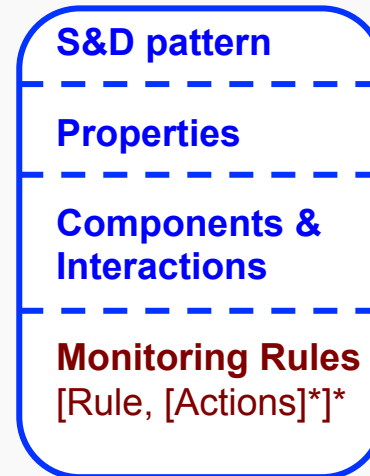 S&D pattern
Properties
Components &
Interactions
Monitoring Rules
[Rule, [Actions]*]*